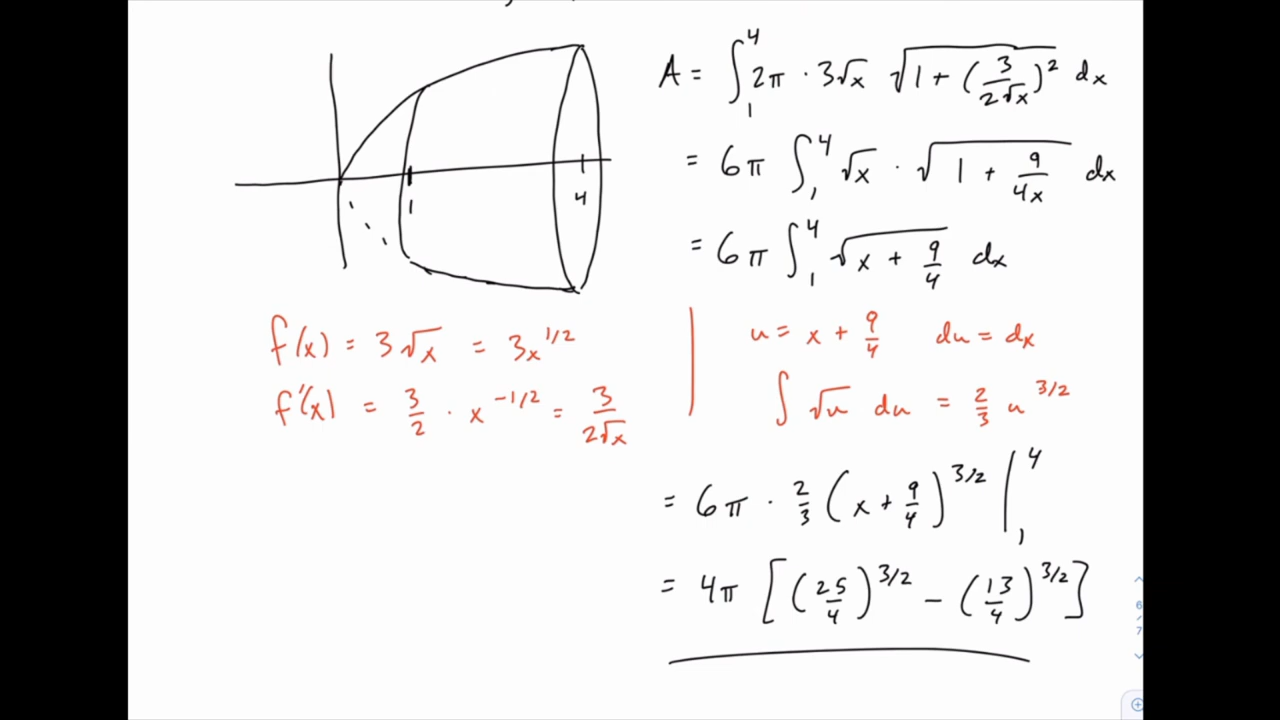 A = ∫₁⁴ 2π · 3√x √(1 + (3/(2√x))²) dx
= 6π ∫₁⁴ √x · √(1 + 9/(4x)) dx
= 6π ∫₁⁴ √(x + 9/4) dx
1 4
f(x) = 3√x = 3x^(1/2)
f'(x) = 3/2 · x^(-1/2) = 3/(2√x)
u = x + 9/4 du = dx
∫ √u du = 2/3 u^(3/2)
= 6π · 2/3 (x + 9/4)^(3/2) |₁⁴
= 4π [(25/4)^(3/2) − (13/4)^(3/2)]
6
/
7